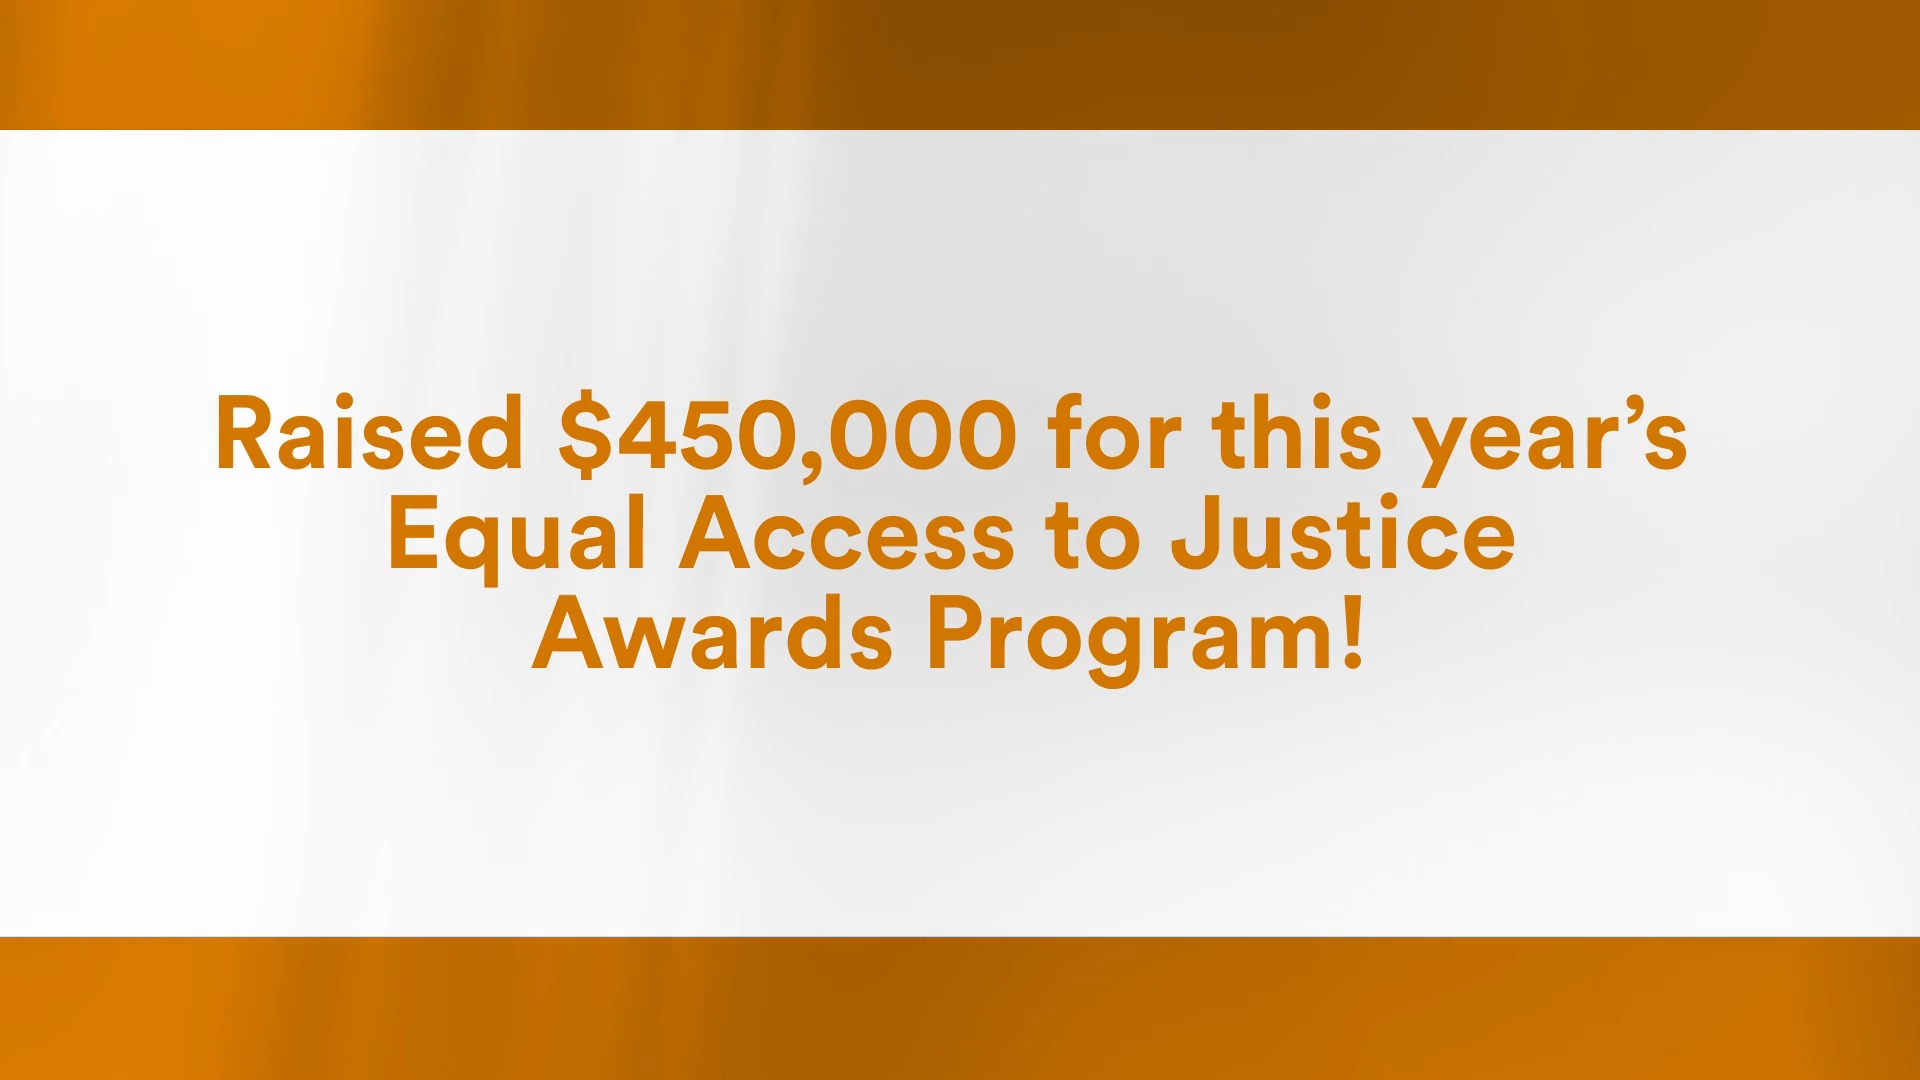 Raised $450,000 for this year’s
Equal Access to Justice
Awards Program!